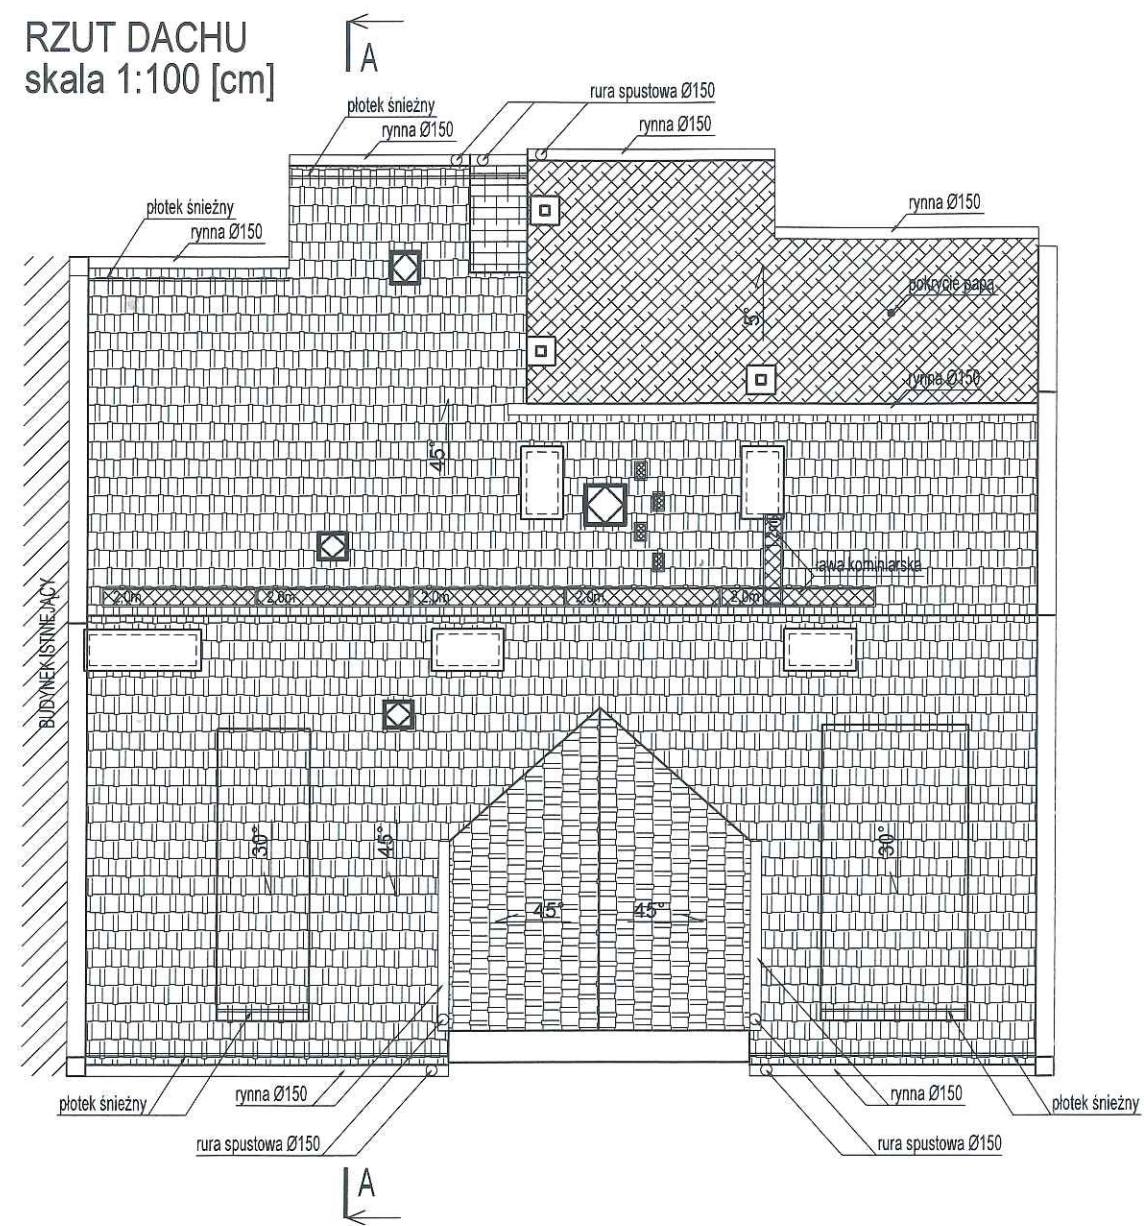 RZUT DACHU
skala 1:100 [cm]
A
rura spustowa Ø150
płotek śnieżny
rynna Ø150
rynna Ø150
płotek śnieżny
rynna Ø150
rynna Ø150
pokrycie papą
5°
rynna Ø150
45°
ława kominiarska
2,0m
2,0m
2,0m
2,0m
2,0m
BUDYNEK ISTNIEJĄCY
30°
45°
30°
45°
45°
płotek śnieżny
rynna Ø150
rynna Ø150
płotek śnieżny
rura spustowa Ø150
rura spustowa Ø150
A